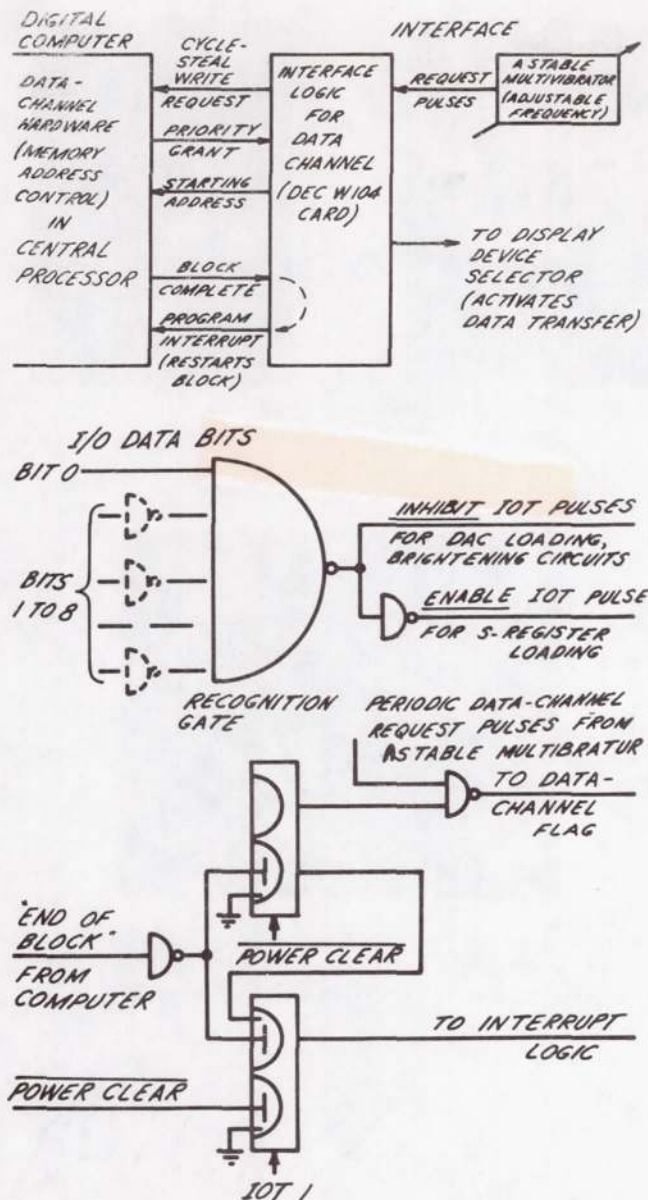 DIGITAL
COMPUTER
INTERFACE
DATA-
CHANNEL
HARDWARE
(MEMORY
ADDRESS
CONTROL)
IN
CENTRAL
PROCESSOR
CYCLE-
STEAL
WRITE
REQUEST
PRIORITY
GRANT
STARTING
ADDRESS
BLOCK
COMPLETE
PROGRAM
INTERRUPT
(RESTARTS
BLOCK)
INTERFACE
LOGIC
FOR
DATA
CHANNEL
(DEC W104
CARD)
REQUEST
PULSES
A STABLE
MULTIVIBRATOR
(ADJUSTABLE
FREQUENCY)
TO DISPLAY
DEVICE
SELECTOR
(ACTIVATES
DATA TRANSFER)
I/O DATA BITS
BIT 0
BITS
1 TO 8
RECOGNITION
GATE
INHIBIT IOT PULSES
FOR DAC LOADING,
BRIGHTENING CIRCUITS
ENABLE IOT PULSE
FOR S-REGISTER
LOADING
PERIODIC DATA-CHANNEL
REQUEST PULSES FROM
ASTABLE MULTIBRATUR
TO DATA-
CHANNEL
FLAG
"END OF
BLOCK"
FROM
COMPUTER
POWER CLEAR
TO INTERRUPT
LOGIC
POWER CLEAR
IOT 1